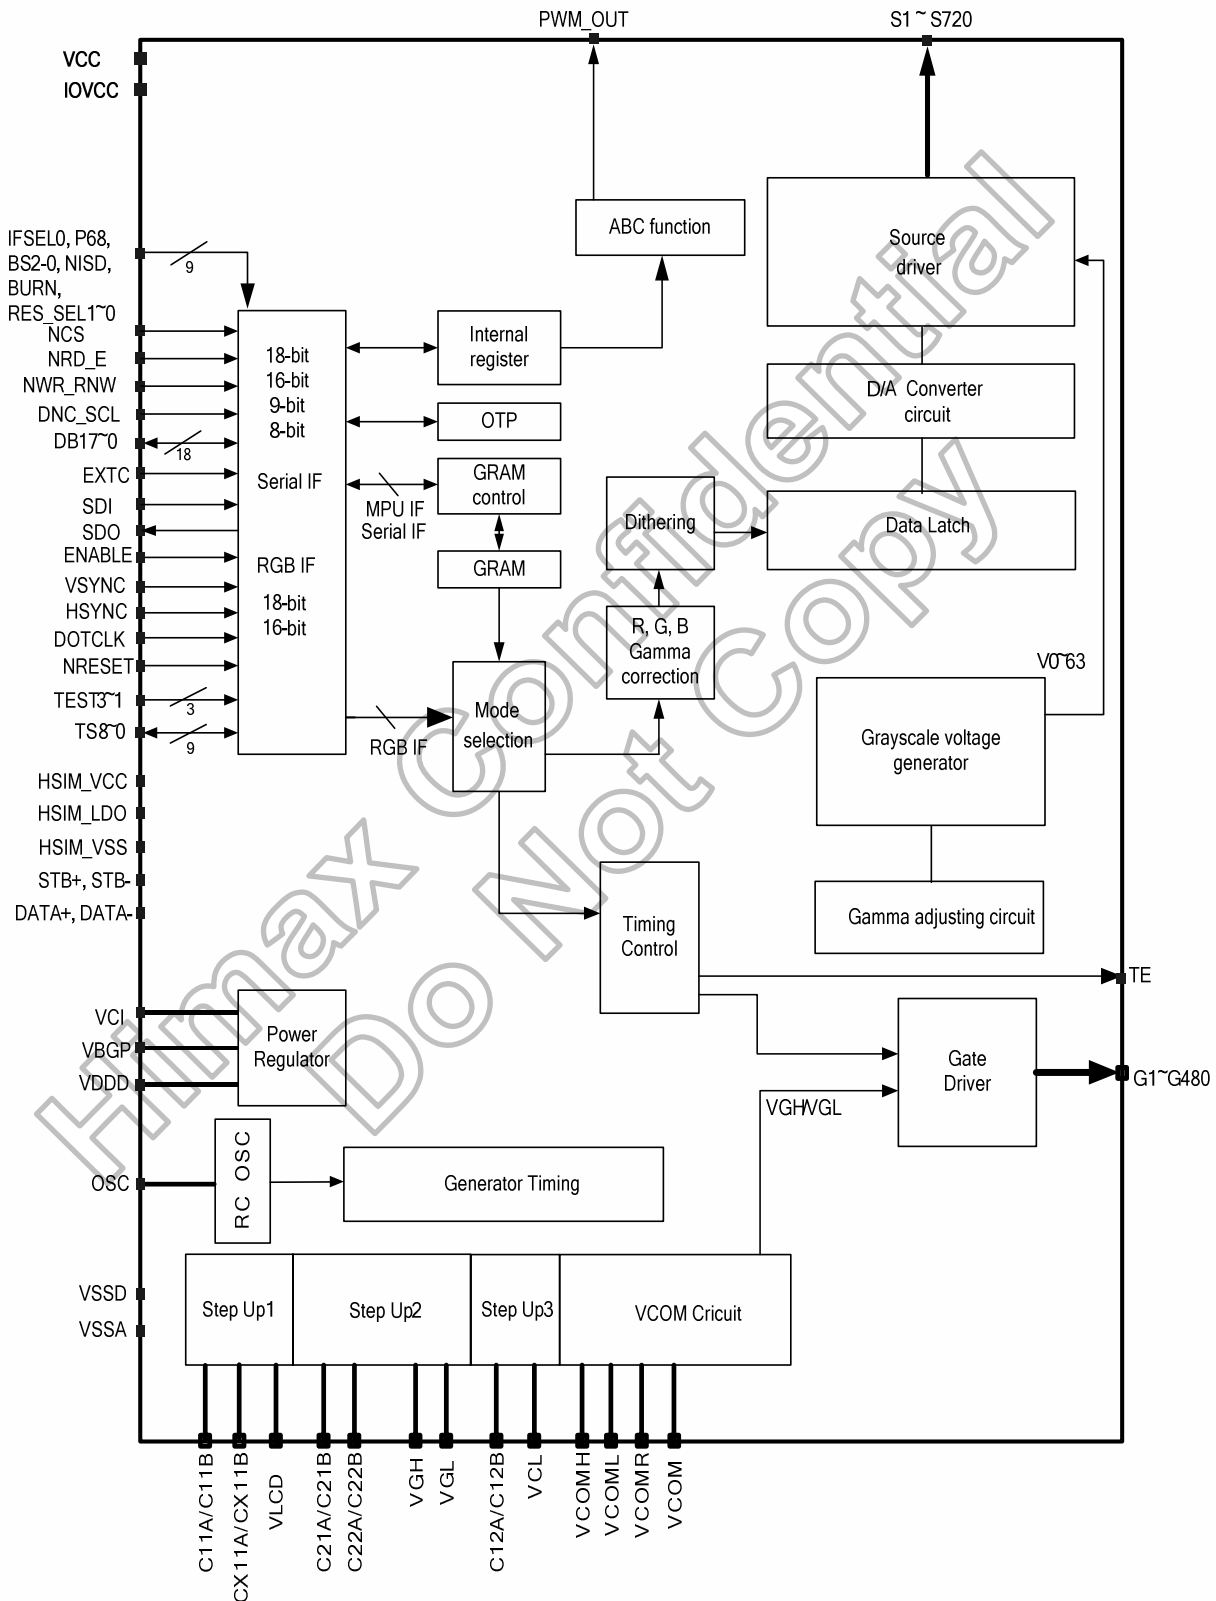 PWM_OUT
S1 ~ S720
VCC
IOVCC
IFSEL0, P68,
BS2-0, NISD,
BURN,
RES_SEL1~0
9
NCS
NRD_E
NWR_RNW
DNC_SCL
DB17~0
18
EXTC
SDI
SDO
ENABLE
VSYNC
HSYNC
DOTCLK
NRESET
TEST3~1
3
TS8~0
9
HSIM_VCC
HSIM_LDO
HSIM_VSS
STB+, STB-
DATA+, DATA-
VCI
VBGP
VDDD
OSC
VSSD
VSSA
18-bit
16-bit
9-bit
8-bit
Serial IF
RGB IF
18-bit
16-bit
ABC function
Internal
register
OTP
GRAM
control
MPU IF
Serial IF
GRAM
RGB IF
Mode
selection
Dithering
R, G, B
Gamma
correction
Source
driver
D/A Converter
circuit
Data Latch
V0~63
Grayscale voltage
generator
Gamma adjusting circuit
Timing
Control
TE
Gate
Driver
G1~G480
VGH/VGL
Power
Regulator
RC OSC
Generator Timing
Step Up1
Step Up2
Step Up3
VCOM Cricuit
C11A/C11B
CX11A/CX11B
VLCD
C21A/C21B
C22A/C22B
VGH
VGL
C12A/C12B
VCL
VCOMH
VCOML
VCOMR
VCOM
Himax Confidential
Do Not Copy